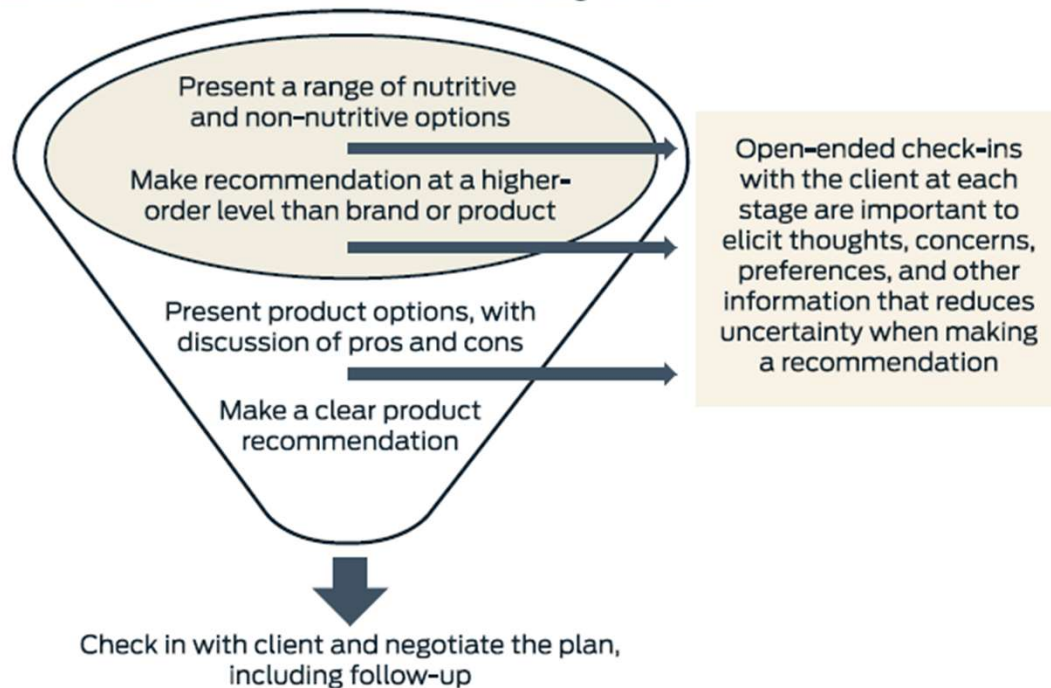 Present a range of nutritive
and non-nutritive options
Make recommendation at a higher-
order level than brand or product
Present product options, with
discussion of pros and cons
Make a clear product
recommendation
Open-ended check-ins
with the client at each
stage are important to
elicit thoughts, concerns,
preferences, and other
information that reduces
uncertainty when making
a recommendation
Check in with client and negotiate the plan,
including follow-up